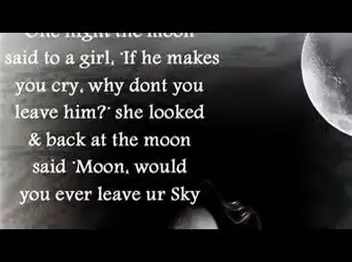 One night the moon
said to a girl, "If he makes
you cry, why dont you
leave him?" she looked
& back at the moon
said "Moon, would
you ever leave ur Sky